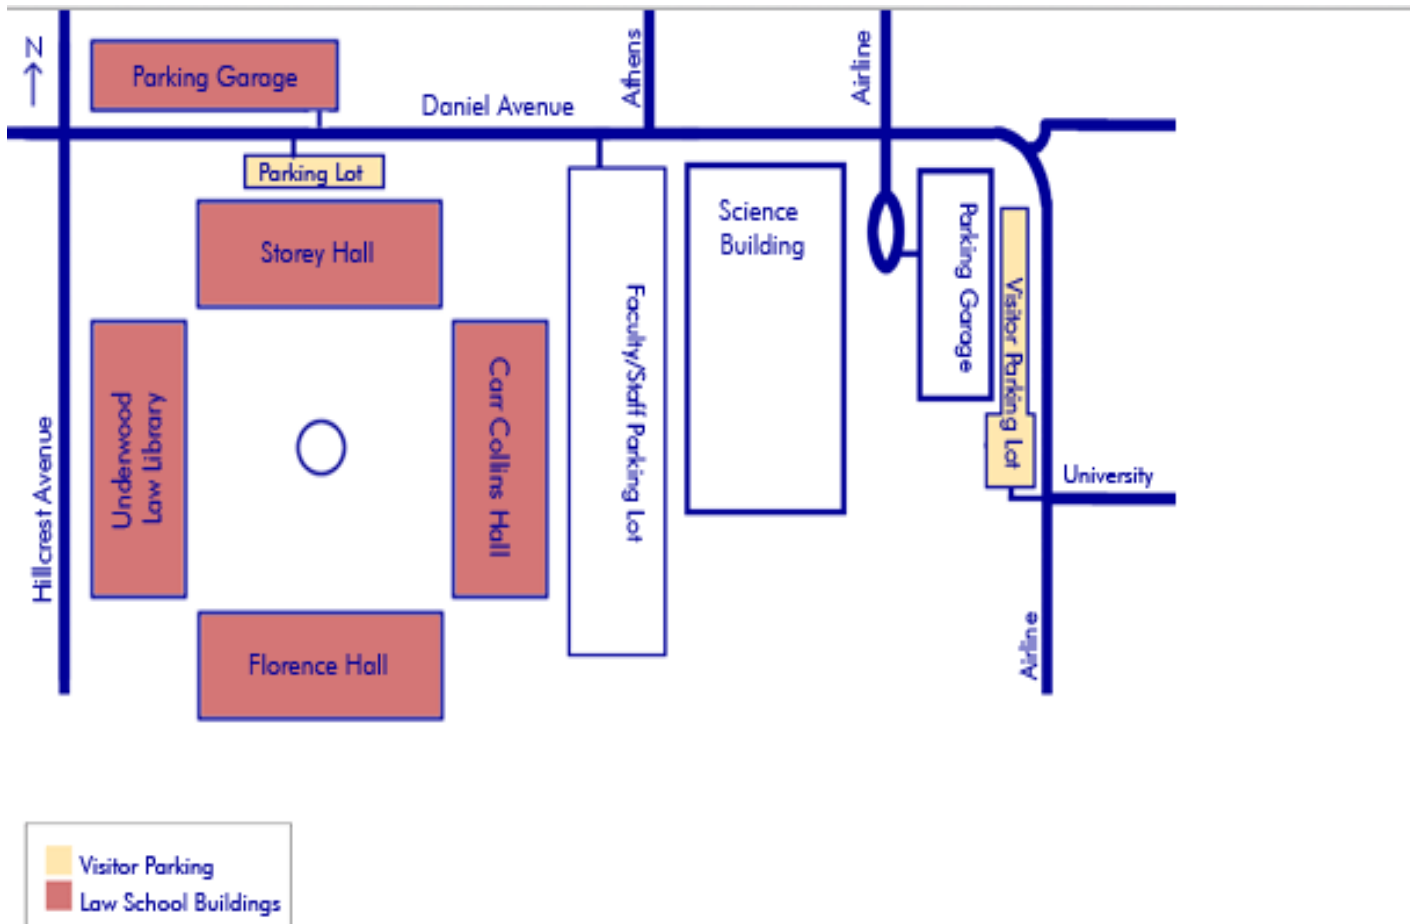 N
Parking Garage
Daniel Avenue
Athens
Airline
Parking Lot
Storey Hall
Science
Building
Parking Garage
Visitor Parking Lot
Faculty/Staff Parking Lot
Underwood
Law Library
Carr Collins Hall
Hillcrest Avenue
University
Florence Hall
Airline
Visitor Parking
Law School Buildings